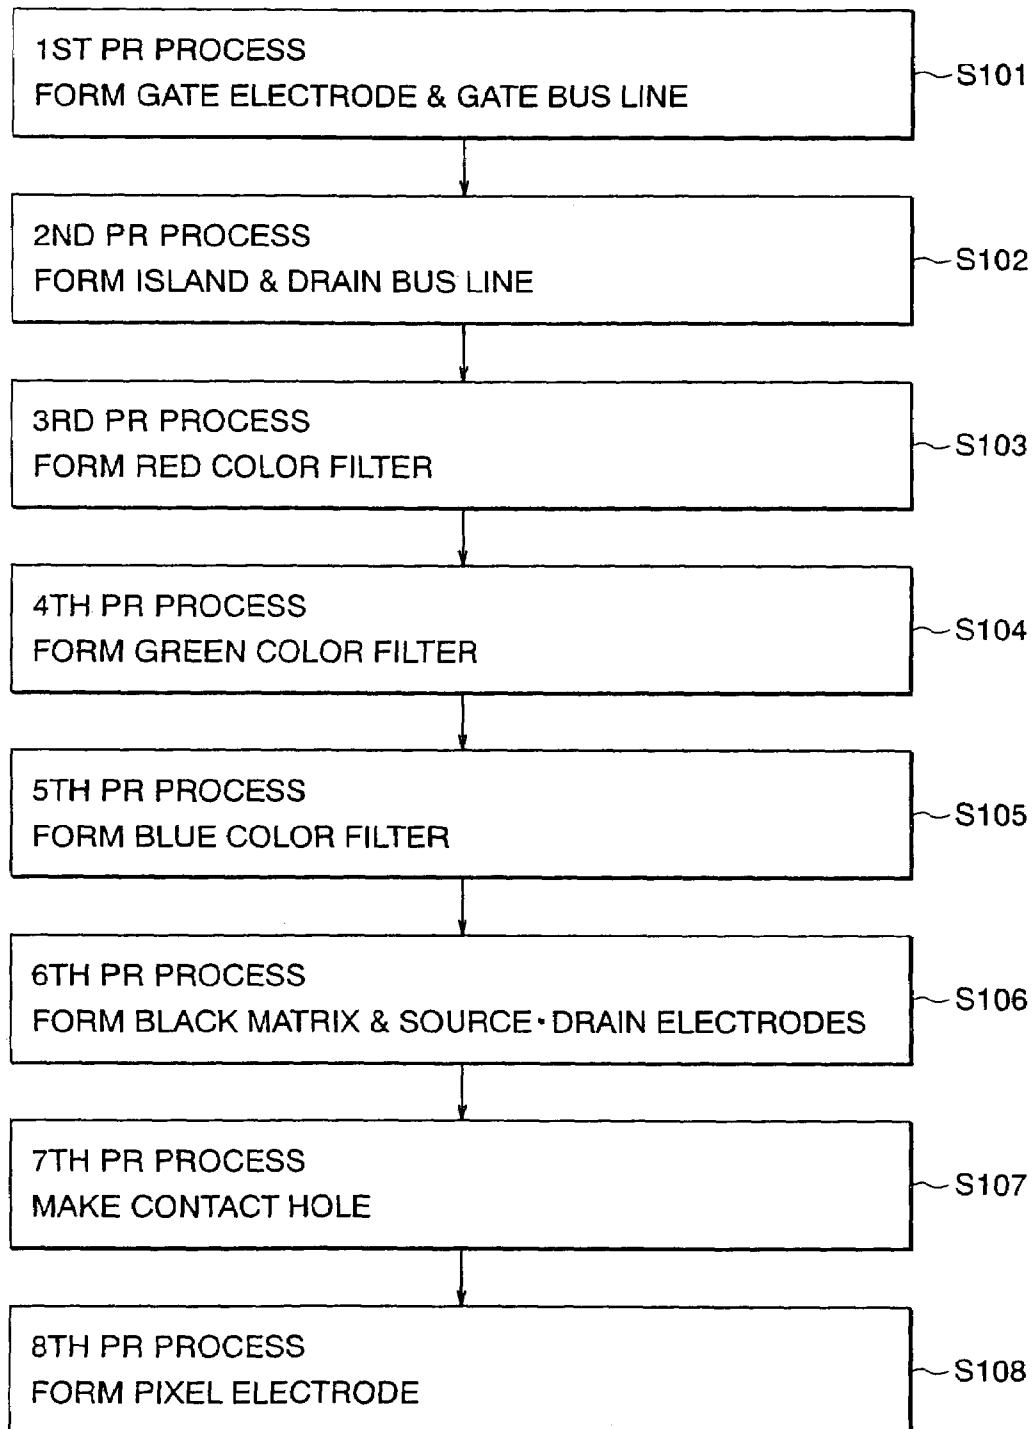 1ST PR PROCESS
FORM GATE ELECTRODE & GATE BUS LINE
S101
2ND PR PROCESS
FORM ISLAND & DRAIN BUS LINE
S102
3RD PR PROCESS
FORM RED COLOR FILTER
S103
4TH PR PROCESS
FORM GREEN COLOR FILTER
S104
5TH PR PROCESS
FORM BLUE COLOR FILTER
S105
6TH PR PROCESS
FORM BLACK MATRIX & SOURCE・DRAIN ELECTRODES
S106
7TH PR PROCESS
MAKE CONTACT HOLE
S107
8TH PR PROCESS
FORM PIXEL ELECTRODE
S108